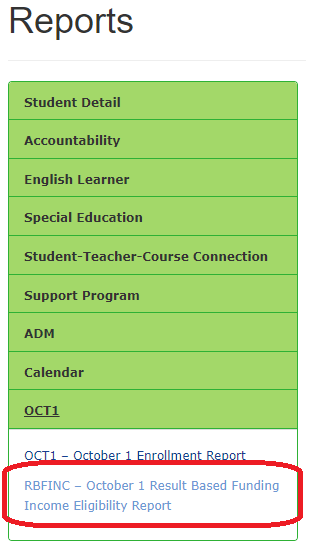 Reports
Student Detail
Accountability
English Learner
Special Education
Student-Teacher-Course Connection
Support Program
ADM
Calendar
OCT1
OCT1 – October 1 Enrollment Report
RBFINC – October 1 Result Based Funding
Income Eligibility Report